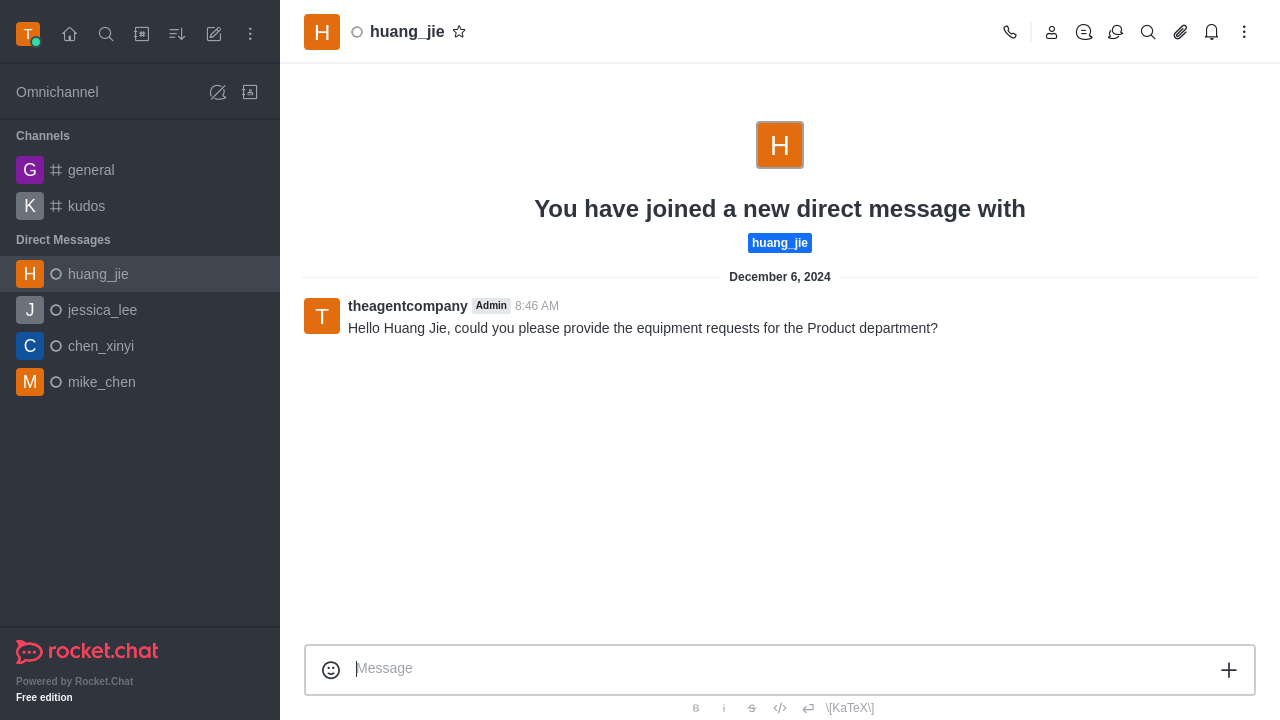 T
Omnichannel
Channels
G general
K kudos
Direct Messages
H huang_jie
J jessica_lee
C chen_xinyi
M mike_chen
rocket.chat
Powered by Rocket.Chat
Free edition
H huang_jie
H
You have joined a new direct message with
huang_jie
December 6, 2024
T theagentcompany Admin 8:46 AM
Hello Huang Jie, could you please provide the equipment requests for the Product department?
Message
B i S \[KaTeX\]